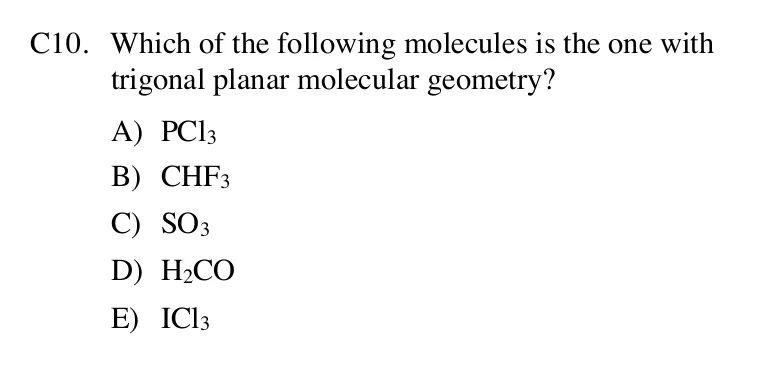 C10. Which of the following molecules is the one with
trigonal planar molecular geometry?
A) PCl₃
B) CHF₃
C) SO₃
D) H₂CO
E) ICl₃